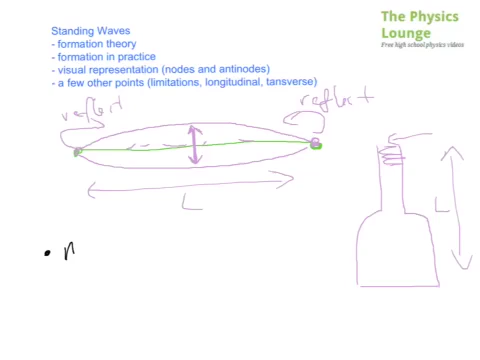 Standing Waves
- formation theory
- formation in practice
- visual representation (nodes and antinodes)
- a few other points (limitations, longitudinal, tansverse)
The Physics
Lounge
Free high school physics videos
reflect
reflect
L
L
n